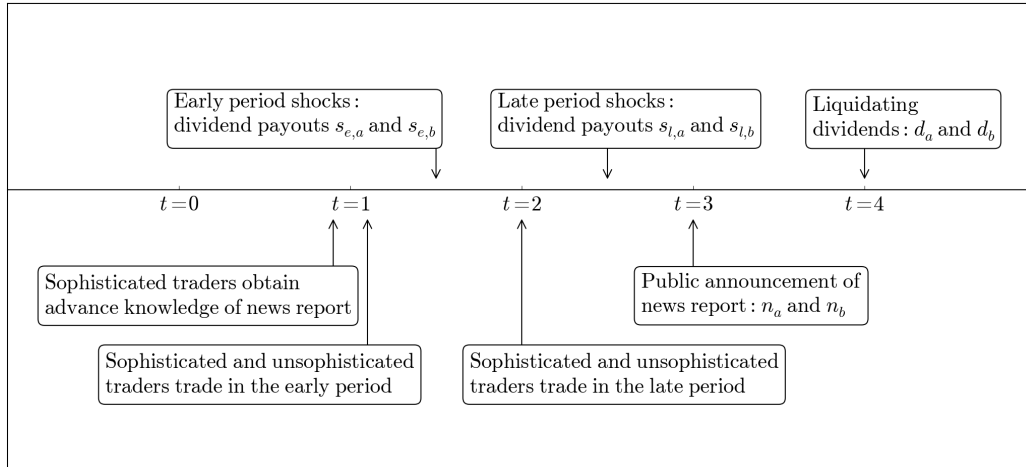 Early period shocks:
dividend payouts s_{e,a} and s_{e,b}
Late period shocks:
dividend payouts s_{l,a} and s_{l,b}
Liquidating
dividends: d_a and d_b
t=0
t=1
t=2
t=3
t=4
Sophisticated traders obtain
advance knowledge of news report
Public announcement of
news report: n_a and n_b
Sophisticated and unsophisticated
traders trade in the early period
Sophisticated and unsophisticated
traders trade in the late period